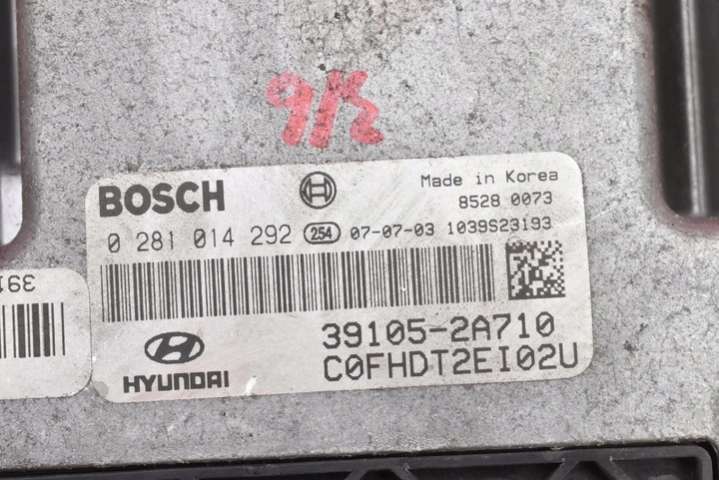 BOSCH
Made in Korea
8528 0073
0 281 014 292 254 07-07-03 1039S23193
39105-2A710
HYUNDAI
C0FHDT2EI02U
391